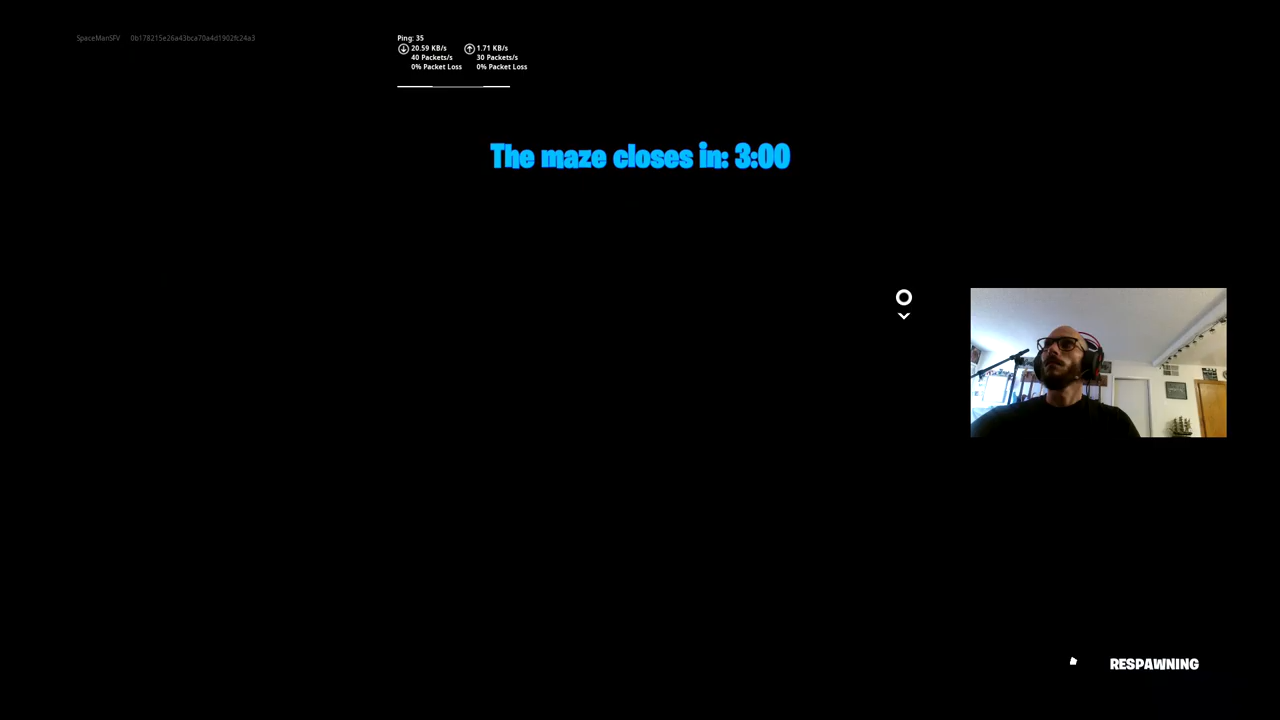 SpaceManSFV 0b178215e26a43bca70a4d1902fc24a3
Ping: 35
20.59 KB/s 1.71 KB/s
40 Packets/s 30 Packets/s
0% Packet Loss 0% Packet Loss
The maze closes in: 3:00
RESPAWNING